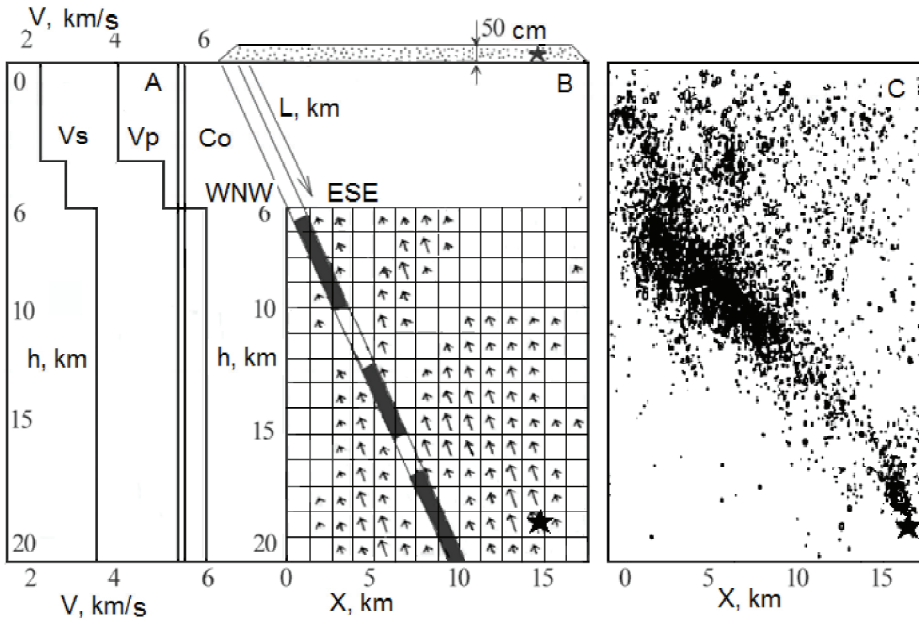 V, km/s
2 4 6
50 cm
0 A B C
L, km
Vs Vp Co
WNW ESE
6 6
10 10
h, km h, km
15 15
20 20
2 4 6 0 5 10 15 0 5 10 15
V, km/s X, km X, km